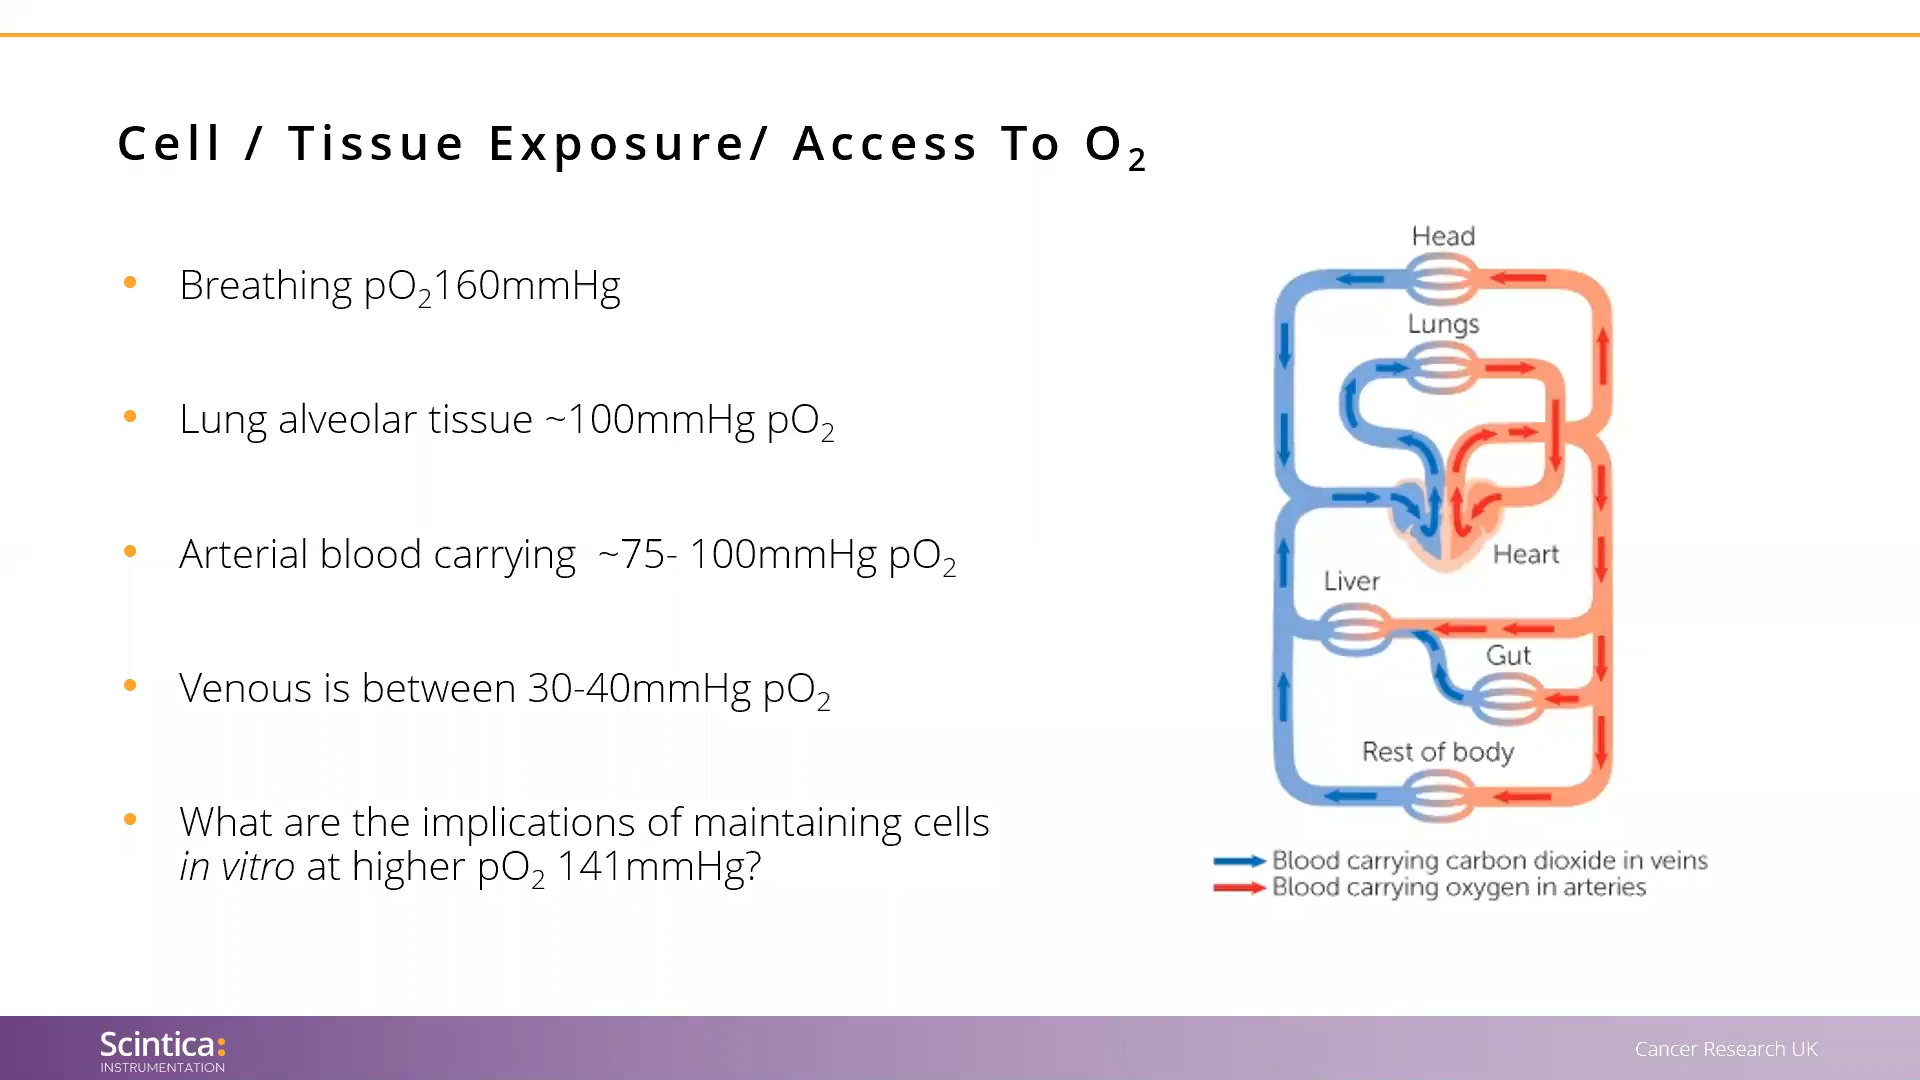 Cell / Tissue Exposure/ Access To O₂
• Breathing pO₂160mmHg
• Lung alveolar tissue ~100mmHg pO₂
• Arterial blood carrying ~75- 100mmHg pO₂
• Venous is between 30-40mmHg pO₂
• What are the implications of maintaining cells
in vitro at higher pO₂ 141mmHg?
Head
Lungs
Heart
Liver
Gut
Rest of body
Blood carrying carbon dioxide in veins
Blood carrying oxygen in arteries
Scintica:
INSTRUMENTATION
Cancer Research UK